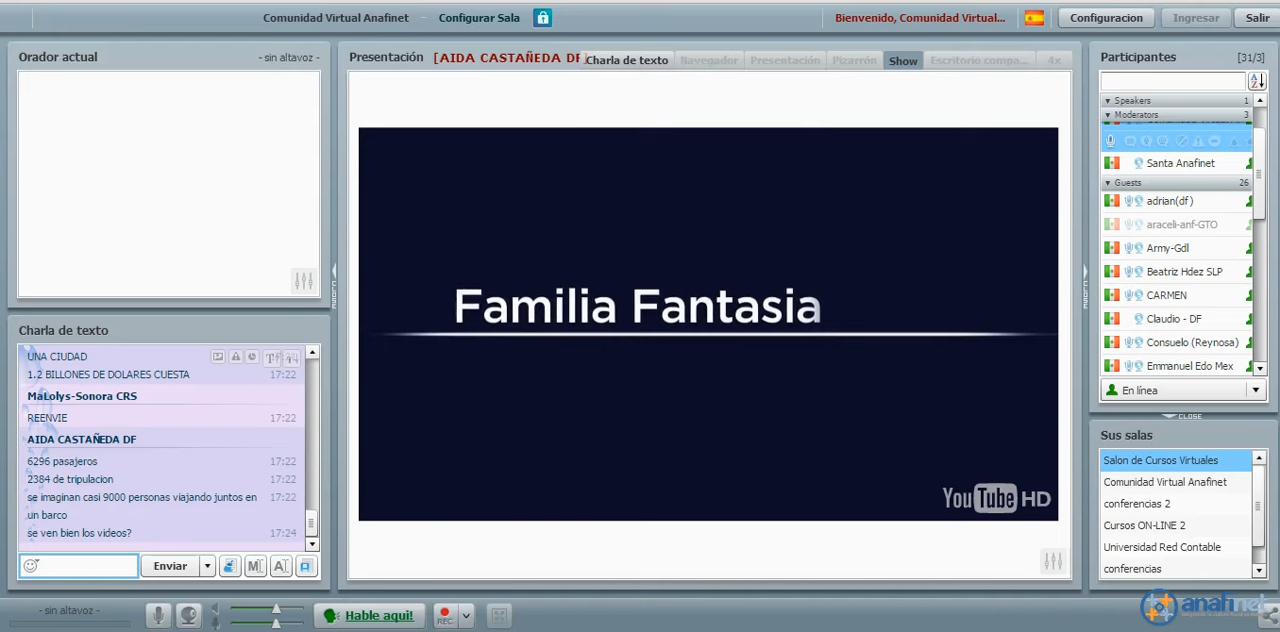 Comunidad Virtual Anafinet
Configurar Sala
Bienvenido, Comunidad Virtual...
Configuracion
Ingresar
Salir
Orador actual
- sin altavoz -
Presentación
[AIDA CASTAÑEDA DF
Charla de texto
Navegador
Presentación
Pizarrón
Show
Escritorio compa...
4x
Participantes
[31/3]
Speakers 1
Moderators 3
Santa Anafinet
Guests 26
adrian(df)
araceli-anf-GTO
Army-Gdl
Beatriz Hdez SLP
CARMEN
Claudio - DF
Consuelo (Reynosa)
Emmanuel Edo Mex
En línea
CLOSE
Familia Fantasia
YouTube HD
Charla de texto
UNA CIUDAD
1.2 BILLONES DE DOLARES CUESTA 17:22
MaLolys-Sonora CRS
REENVIE 17:22
AIDA CASTAÑEDA DF
6296 pasajeros 17:22
2384 de tripulacion 17:22
se imaginan casi 9000 personas viajando juntos en 17:22
un barco
se ven bien los videos? 17:24
Enviar
Sus salas
Salon de Cursos Virtuales
Comunidad Virtual Anafinet
conferencias 2
Cursos ON-LINE 2
Universidad Red Contable
conferencias
- sin altavoz -
Hable aqui!
REC
anafinet